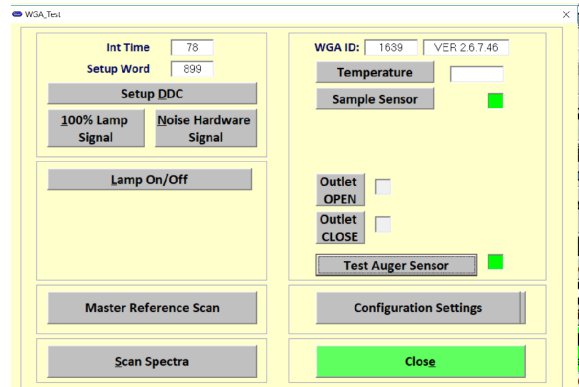 WGA_Test
Int Time 78
Setup Word 899
Setup DDC
100% Lamp
Signal
Noise Hardware
Signal
Lamp On/Off
Master Reference Scan
Scan Spectra
WGA ID: 1639 VER 2.6.7.46
Temperature
Sample Sensor
Outlet
OPEN
Outlet
CLOSE
Test Auger Sensor
Configuration Settings
Close